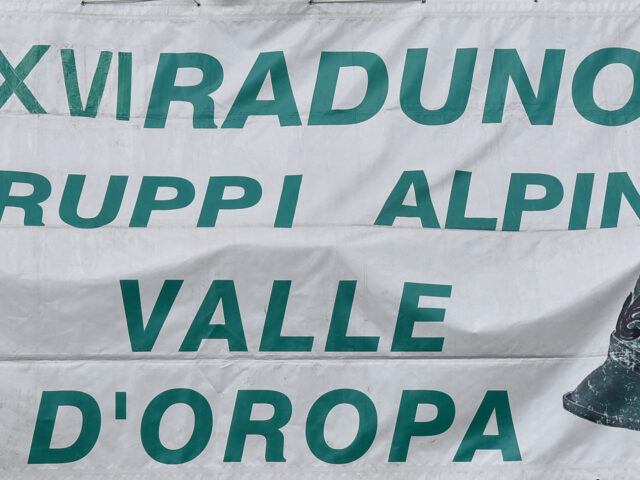 XVI RADUNO
RUPPI ALPIN
VALLE
D'OROPA